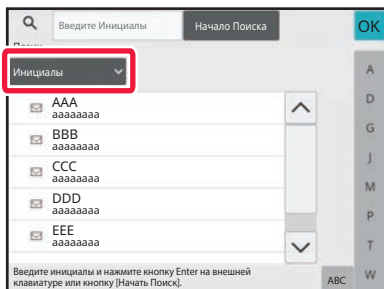 Введите Инициалы
Начало Поиска
OK
Инициалы
AAA
aaaaaaaa
BBB
aaaaaaaa
CCC
aaaaaaaa
DDD
aaaaaaaa
EEE
aaaaaaaa
A
D
G
J
M
P
T
W
Введите инициалы и нажмите кнопку Enter на внешней
клавиатуре или кнопку [Начать Поиск].
ABC